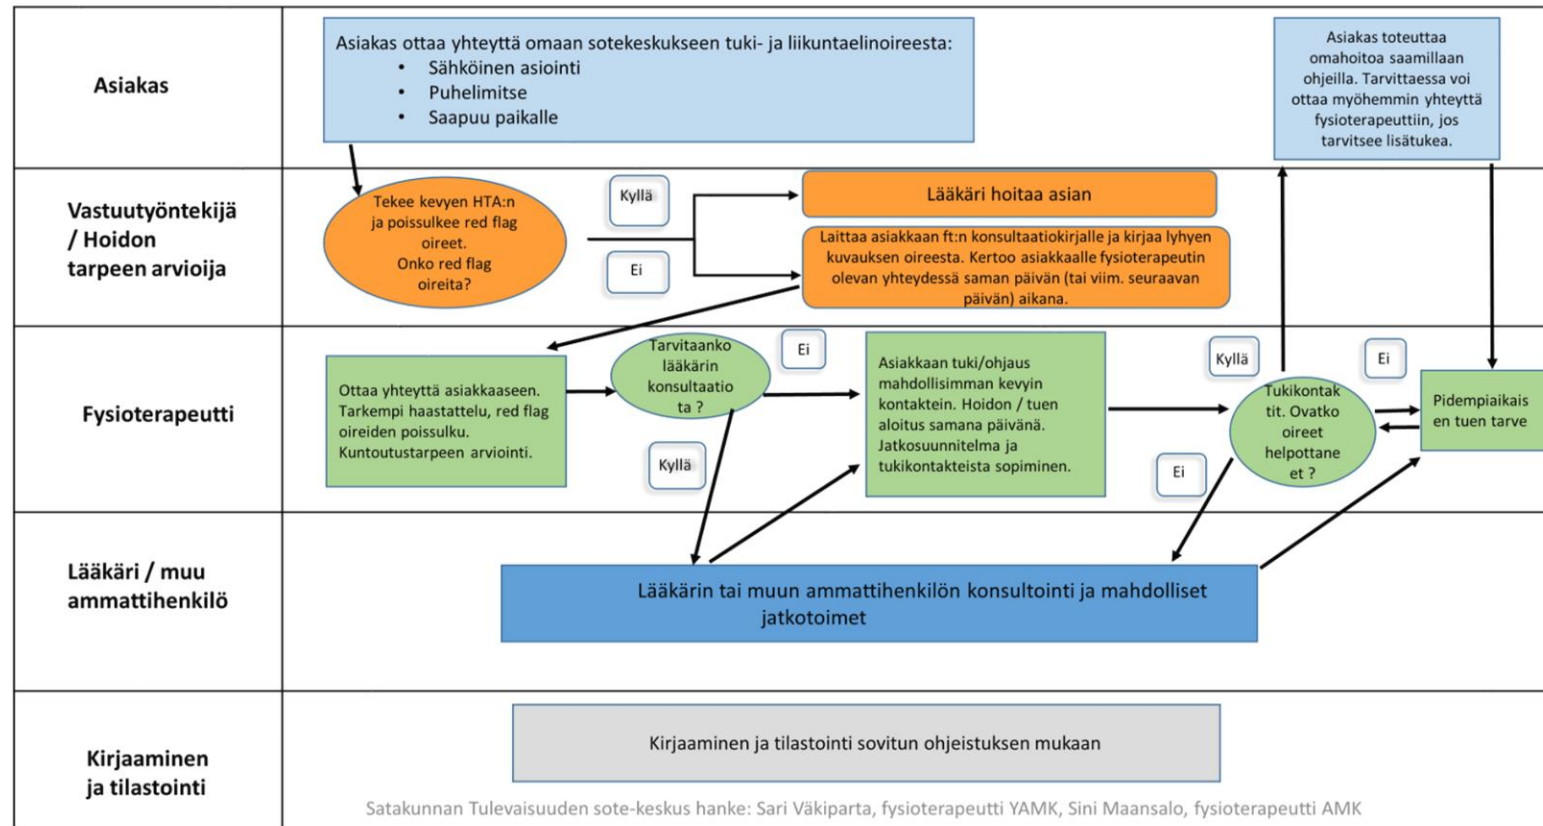 Asiakas
Asiakas ottaa yhteyttä omaan sotekeskukseen tuki- ja liikuntaelinoireesta:
• Sähköinen asiointi
• Puhelimitse
• Saapuu paikalle
Asiakas toteuttaa
omahoitoa saamillaan
ohjeilla. Tarvittaessa voi
ottaa myöhemmin yhteyttä
fysioterapeuttiin, jos
tarvitsee lisätukea.
Vastuutyöntekijä
/ Hoidon
tarpeen arvioija
Tekee kevyen HTA:n
ja poissulkee red flag
oireet.
Onko red flag
oireita?
Kyllä
Ei
Lääkäri hoitaa asian
Laittaa asiakkaan ft:n konsultaatiokirjalle ja kirjaa lyhyen
kuvauksen oireesta. Kertoo asiakkaalle fysioterapeutin
olevan yhteydessä saman päivän (tai viim. seuraavan
päivän) aikana.
Fysioterapeutti
Ottaa yhteyttä asiakkaaseen.
Tarkempi haastattelu, red flag
oireiden poissulku.
Kuntoutustarpeen arviointi.
Tarvitaanko
lääkärin
konsultaatio
ta ?
Ei
Kyllä
Asiakkaan tuki/ohjaus
mahdollisimman kevyin
kontaktein. Hoidon / tuen
aloitus samana päivänä.
Jatkosuunnitelma ja
tukikontakteista sopiminen.
Kyllä
Ei
Tukikontak
tit. Ovatko
oireet
helpottane
et ?
Ei
Pidempiaikais
en tuen tarve
Lääkäri / muu
ammattihenkilö
Lääkärin tai muun ammattihenkilön konsultointi ja mahdolliset
jatkotoimet
Kirjaaminen
ja tilastointi
Kirjaaminen ja tilastointi sovitun ohjeistuksen mukaan
Satakunnan Tulevaisuuden sote-keskus hanke: Sari Väkiparta, fysioterapeutti YAMK, Sini Maansalo, fysioterapeutti AMK